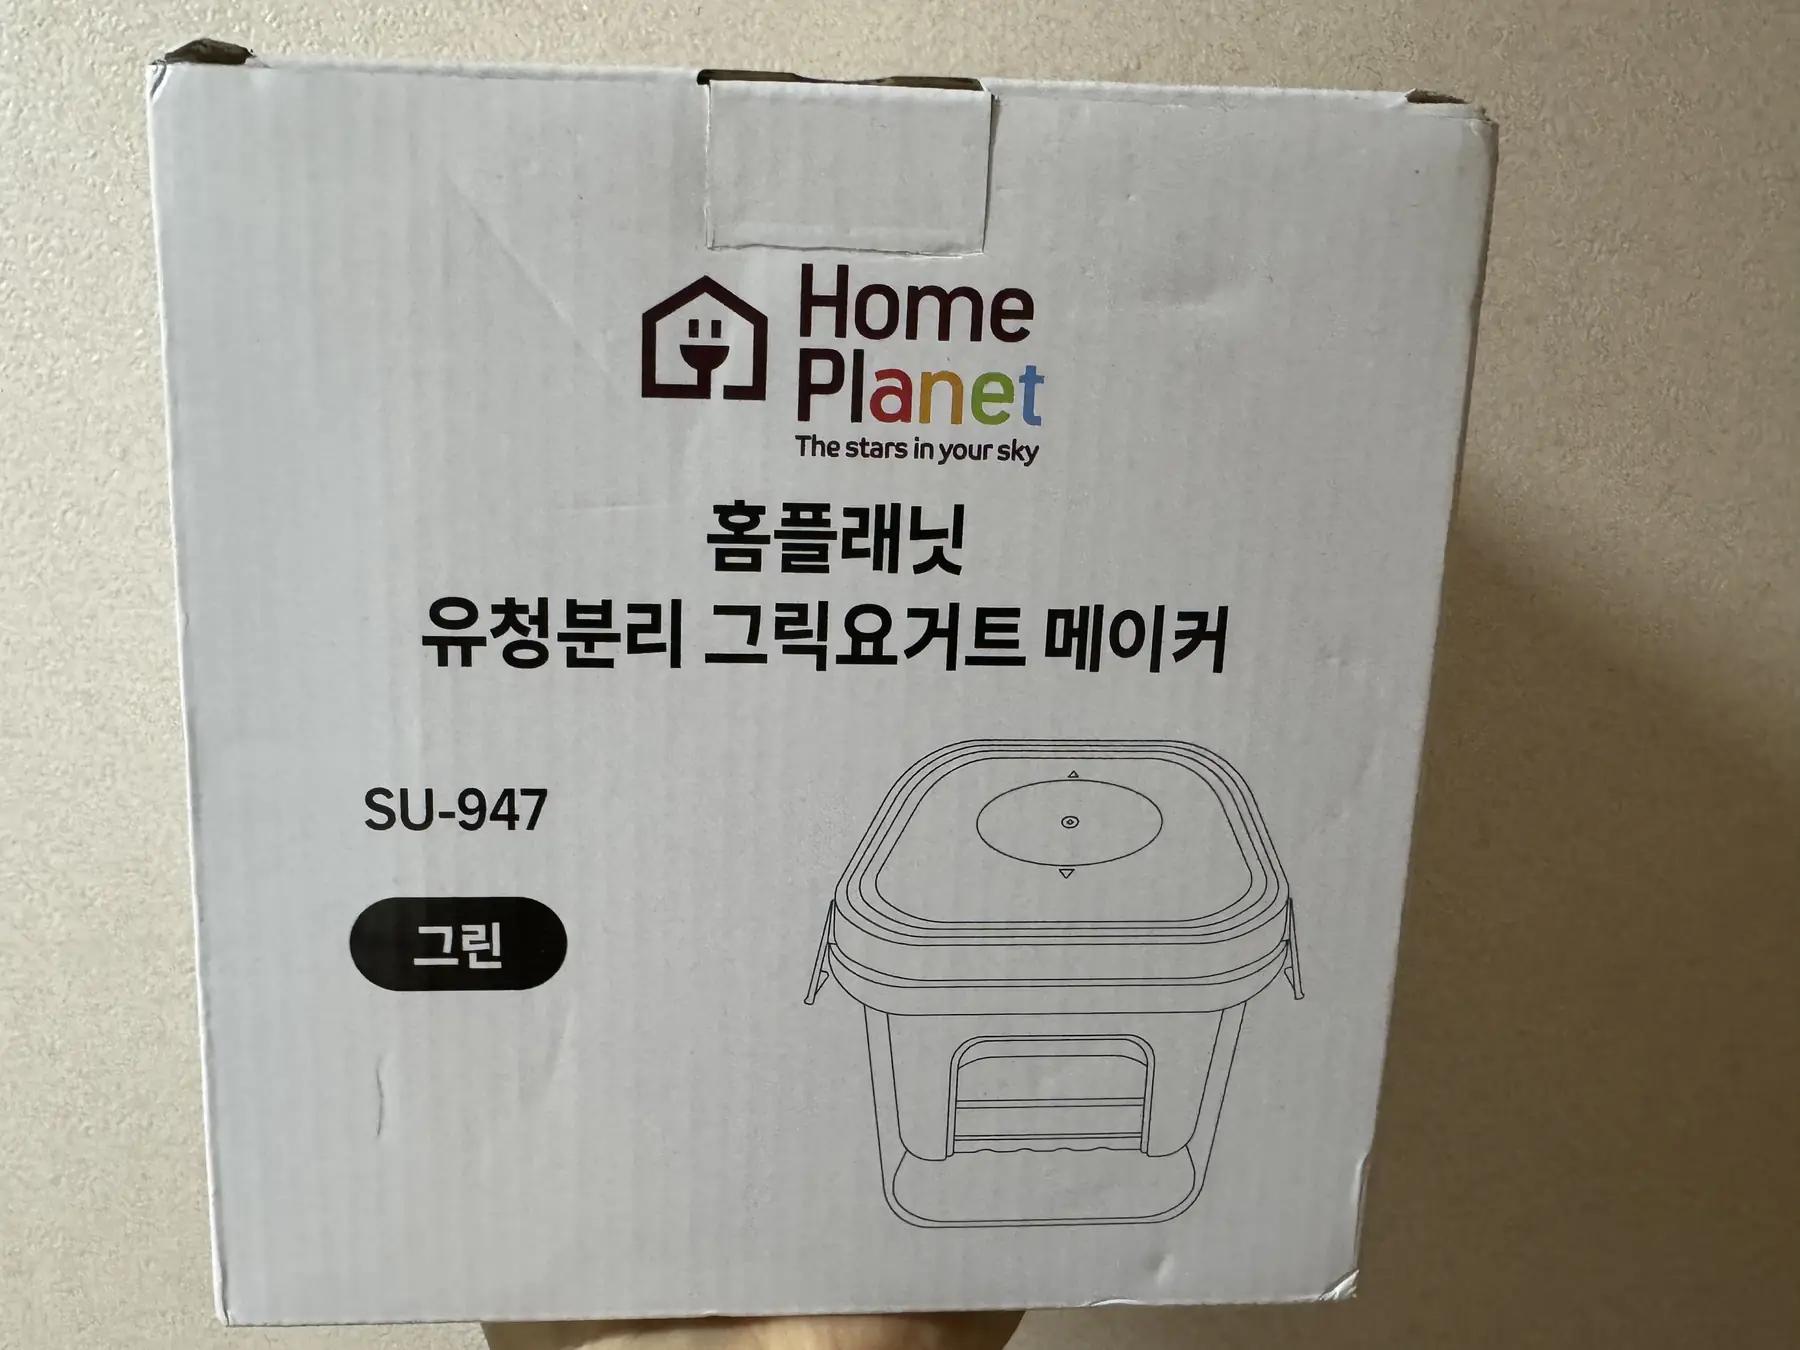 Home
Planet
The stars in your sky
홈플래닛
유청분리 그릭요거트 메이커
SU-947
그린